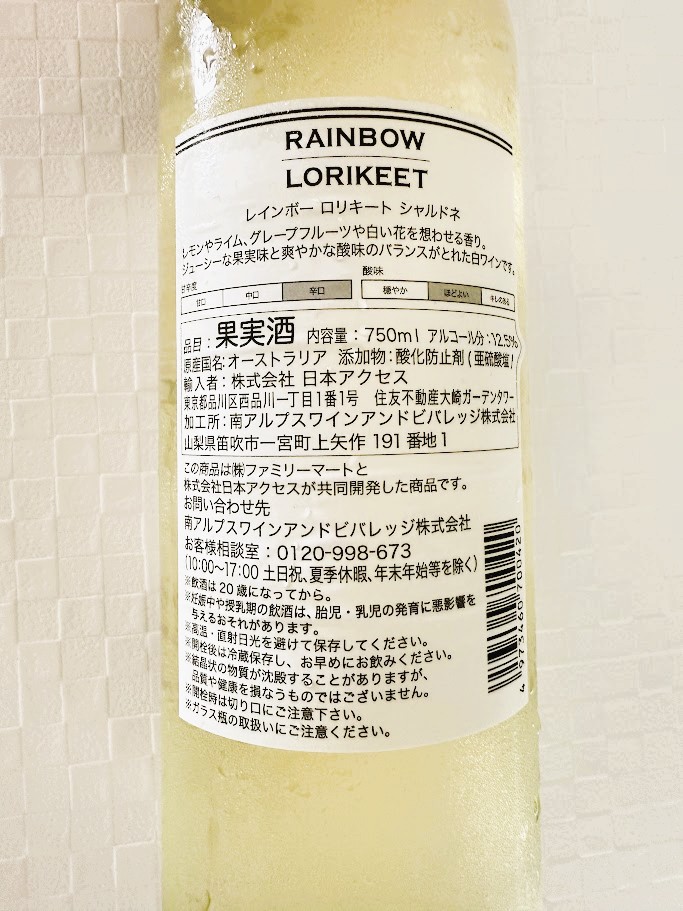 RAINBOW
LORIKEET
レインボー ロリキート シャルドネ
レモンやライム、グレープフルーツや白い花を想わせる香り。
ジューシーな果実味と爽やかな酸味のバランスがとれた白ワインです。
甘辛度 酸味
甘口 中口 辛口 穏やか ほどよい キレのある
品目：果実酒 内容量：750ml アルコール分：12.5%
原産国名：オーストラリア 添加物：酸化防止剤(亜硫酸塩)
輸入者：株式会社 日本アクセス
東京都品川区西品川一丁目1番1号 住友不動産大崎ガーデンタワー
加工所：南アルプスワインアンドビバレッジ株式会社
山梨県笛吹市一宮町上矢作 191 番地1
この商品は㈱ファミリーマートと
株式会社日本アクセスが共同開発した商品です。
お問い合わせ先
南アルプスワインアンドビバレッジ株式会社
お客様相談室：0120-998-673
(10:00〜17:00 土日祝、夏季休暇、年末年始等を除く)
※飲酒は20歳になってから。
※妊娠中や授乳期の飲酒は、胎児・乳児の発育に悪影響を
与えるおそれがあります。
※高温・直射日光を避けて保存してください。
※開栓後は冷蔵保存し、お早めにお飲みください。
※結晶状の物質が沈殿することがありますが、
品質や健康を損なうものではございません。
※開栓時は切り口にご注意下さい。
※ガラス瓶の取扱いにご注意ください。
4973460700420